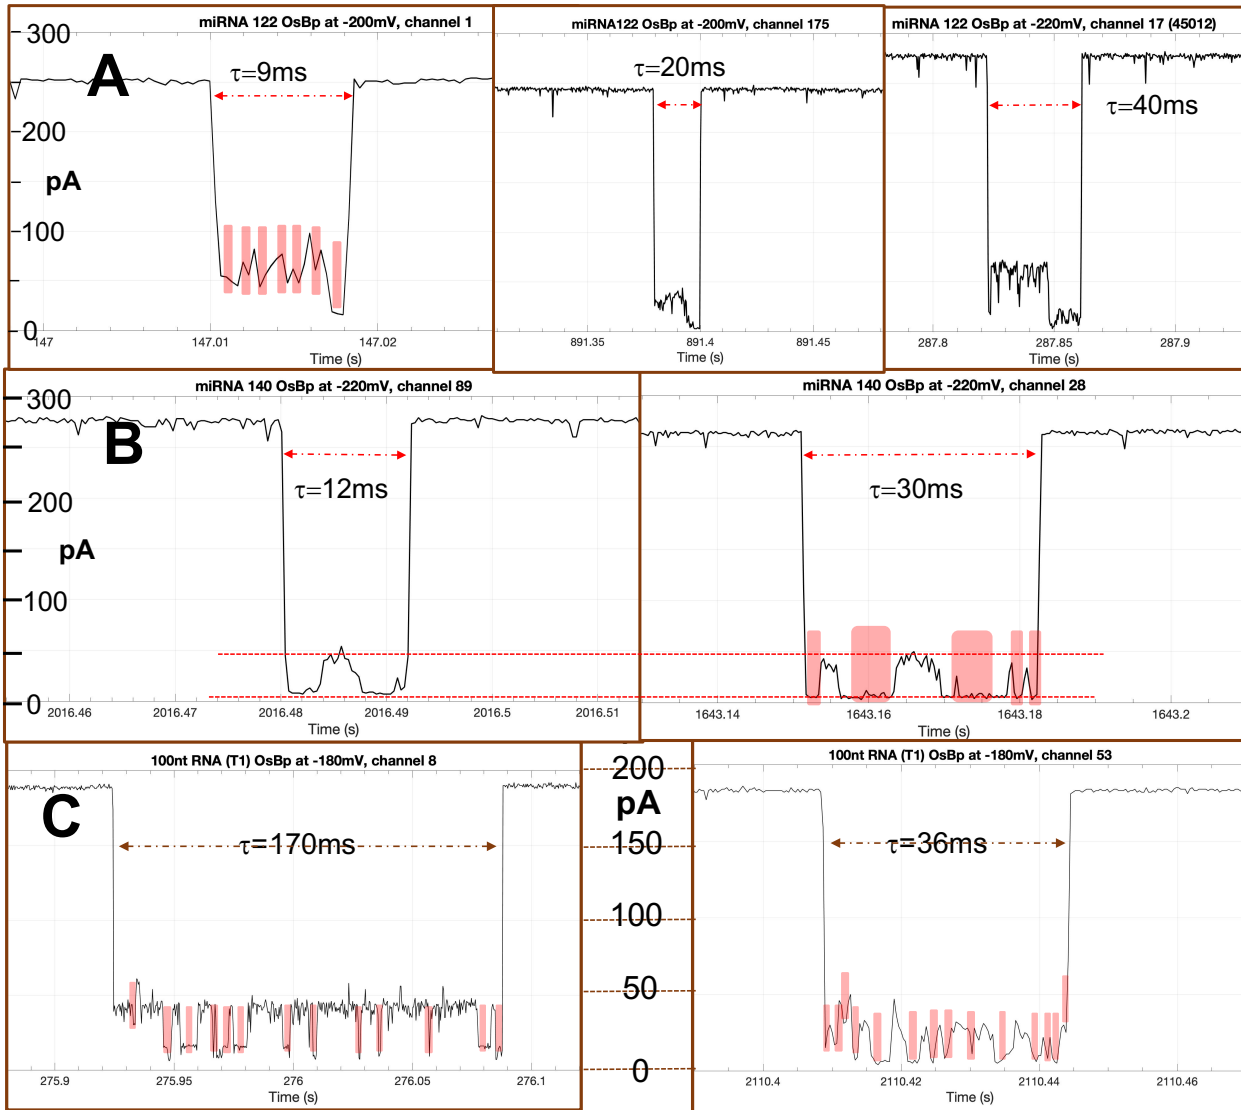 miRNA 122 OsBp at -200mV, channel 1
miRNA122 OsBp at -200mV, channel 175
miRNA 122 OsBp at -220mV, channel 17 (45012)
300
A
τ=9ms
τ=20ms
τ=40ms
200
pA
100
0
147
147.01
147.02
Time (s)
891.35
891.4
891.45
Time (s)
287.8
287.85
287.9
Time (s)
miRNA 140 OsBp at -220mV, channel 89
miRNA 140 OsBp at -220mV, channel 28
300
B
τ=12ms
τ=30ms
200
pA
100
0
2016.46
2016.47
2016.48
2016.49
2016.5
2016.51
Time (s)
1643.14
1643.16
1643.18
1643.2
Time (s)
100nt RNA (T1) OsBp at -180mV, channel 8
100nt RNA (T1) OsBp at -180mV, channel 53
200
C
pA
τ=170ms
150
τ=36ms
100
50
0
275.9
275.95
276
276.05
276.1
Time (s)
2110.4
2110.42
2110.44
2110.46
Time (s)